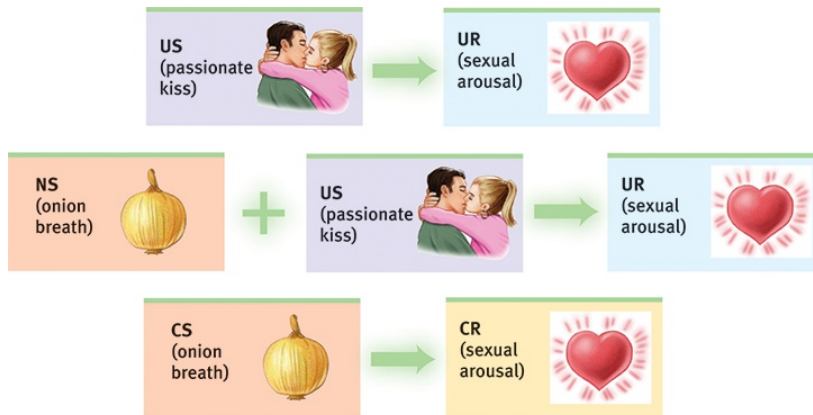 US
(passionate
kiss)
UR
(sexual
arousal)
NS
(onion
breath)
US
(passionate
kiss)
UR
(sexual
arousal)
CS
(onion
breath)
CR
(sexual
arousal)